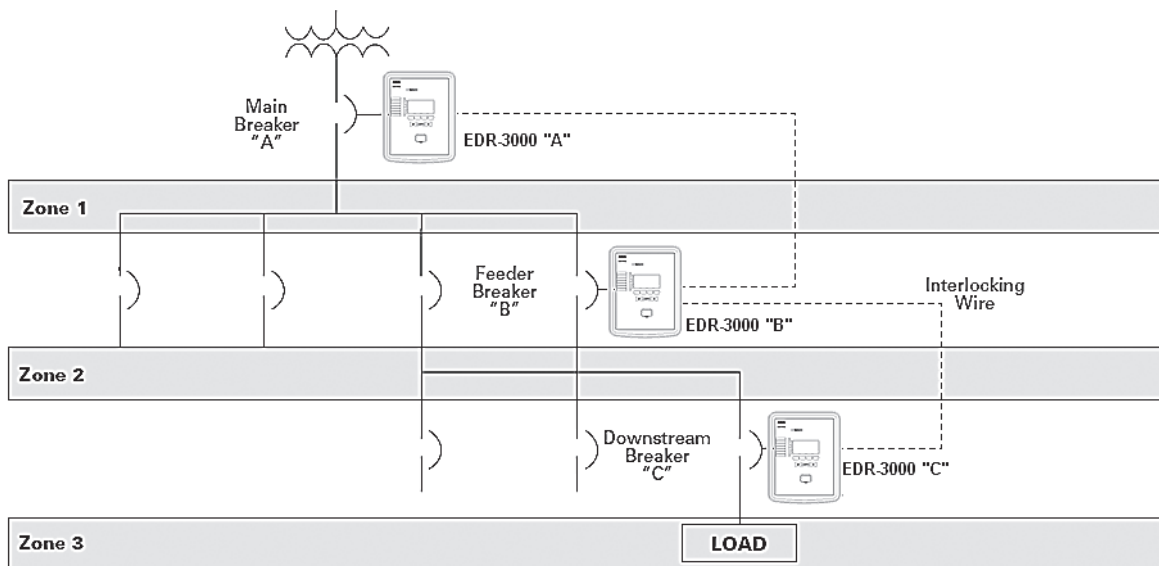 Main
Breaker
"A"
EDR-3000 "A"
Zone 1
Feeder
Breaker
"B"
EDR-3000 "B"
Interlocking
Wire
Zone 2
Downstream
Breaker
"C"
EDR-3000 "C"
Zone 3
LOAD